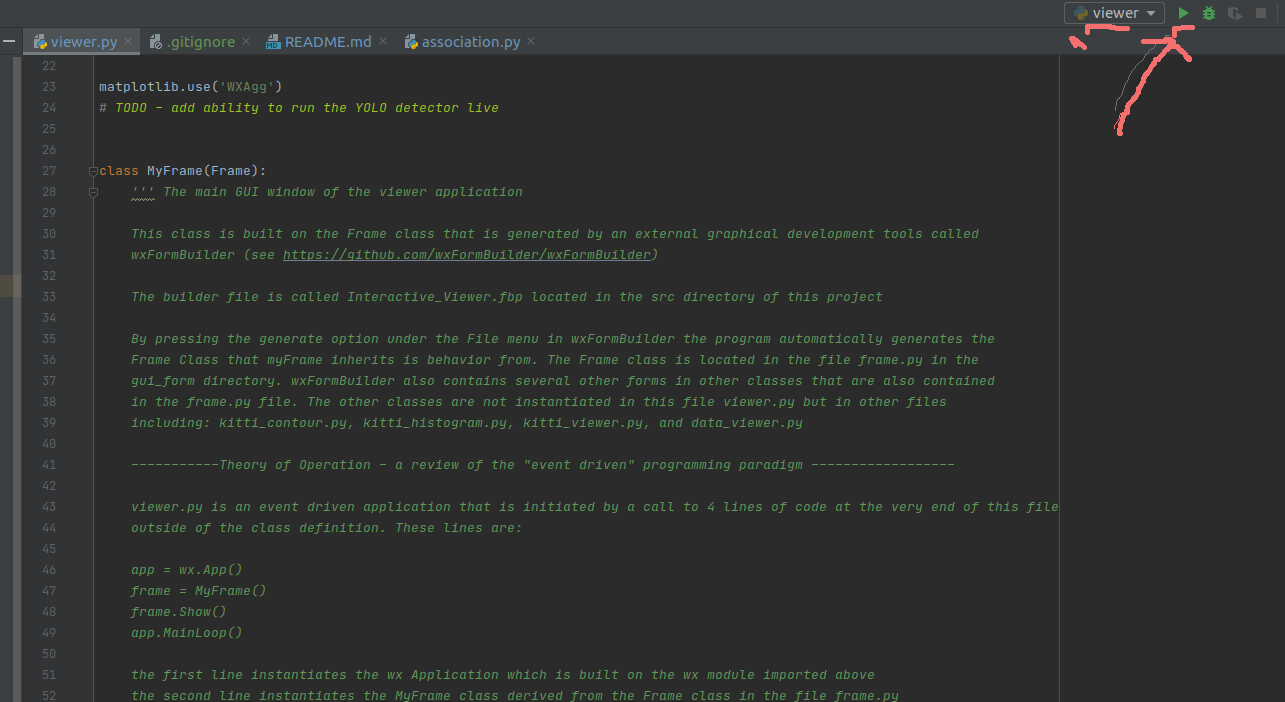 viewer
viewer.py .gitignore README.md association.py
22
23 matplotlib.use('WXAgg')
24 # TODO - add ability to run the YOLO detector live
25
26
27 class MyFrame(Frame):
28 ''' The main GUI window of the viewer application
29
30 This class is built on the Frame class that is generated by an external graphical development tools called
31 wxFormBuilder (see https://github.com/wxFormBuilder/wxFormBuilder)
32
33 The builder file is called Interactive_Viewer.fbp located in the src directory of this project
34
35 By pressing the generate option under the File menu in wxFormBuilder the program automatically generates the
36 Frame Class that myFrame inherits is behavior from. The Frame class is located in the file frame.py in the
37 gui_form directory. wxFormBuilder also contains several other forms in other classes that are also contained
38 in the frame.py file. The other classes are not instantiated in this file viewer.py but in other files
39 including: kitti_contour.py, kitti_histogram.py, kitti_viewer.py, and data_viewer.py
40
41 -----------Theory of Operation - a review of the "event driven" programming paradigm ------------------
42
43 viewer.py is an event driven application that is initiated by a call to 4 lines of code at the very end of this file
44 outside of the class definition. These lines are:
45
46 app = wx.App()
47 frame = MyFrame()
48 frame.Show()
49 app.MainLoop()
50
51 the first line instantiates the wx Application which is built on the wx module imported above
52 the second line instantiates the MyFrame class derived from the Frame class in the file frame.py